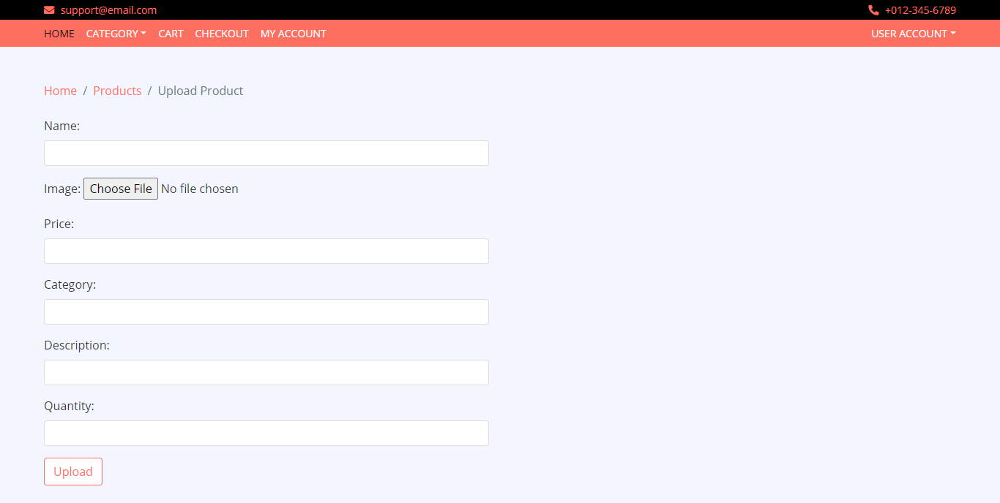 support@email.com +012-345-6789
HOME CATEGORY CART CHECKOUT MY ACCOUNT USER ACCOUNT
Home / Products / Upload Product
Name:
Image: Choose File No file chosen
Price:
Category:
Description:
Quantity:
Upload